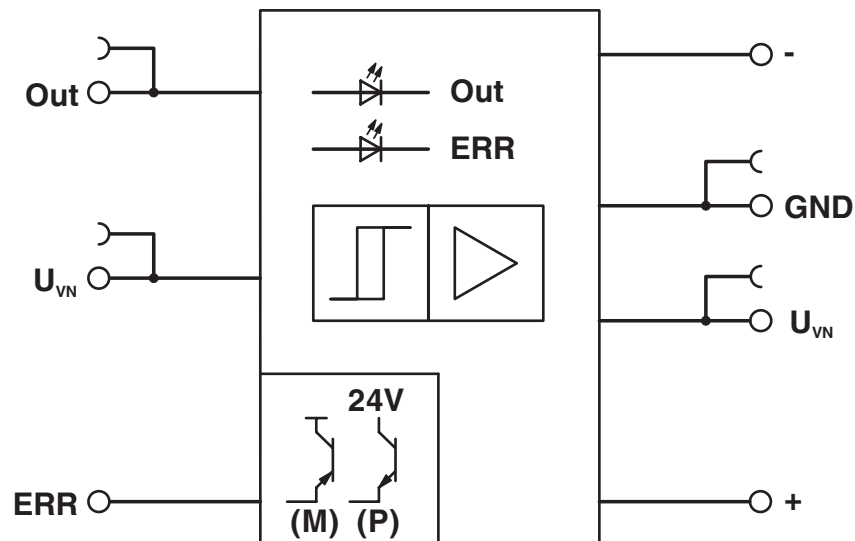 -
Out
Out
ERR
GND
U_VN
U_VN
24V
ERR
(M) (P)
+